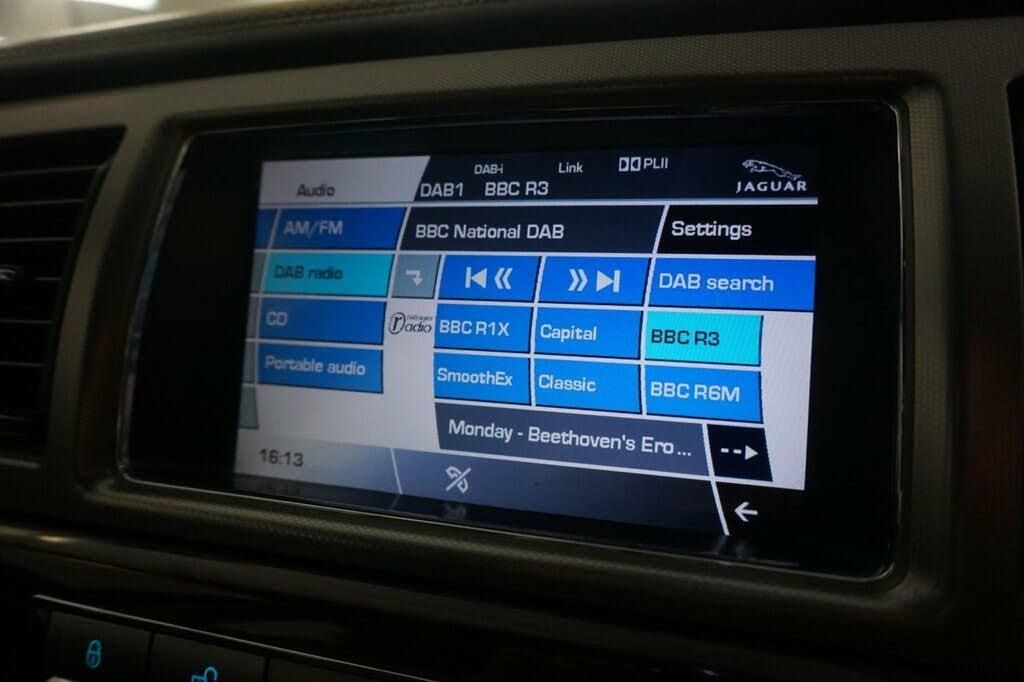 Audio
DAB-i
Link
PLII
DAB1 BBC R3
JAGUAR
AM/FM
BBC National DAB
Settings
DAB radio
DAB search
CD
radio
BBC R1X
Capital
BBC R3
Portable audio
SmoothEx
Classic
BBC R6M
Monday - Beethoven's Ero...
16:13